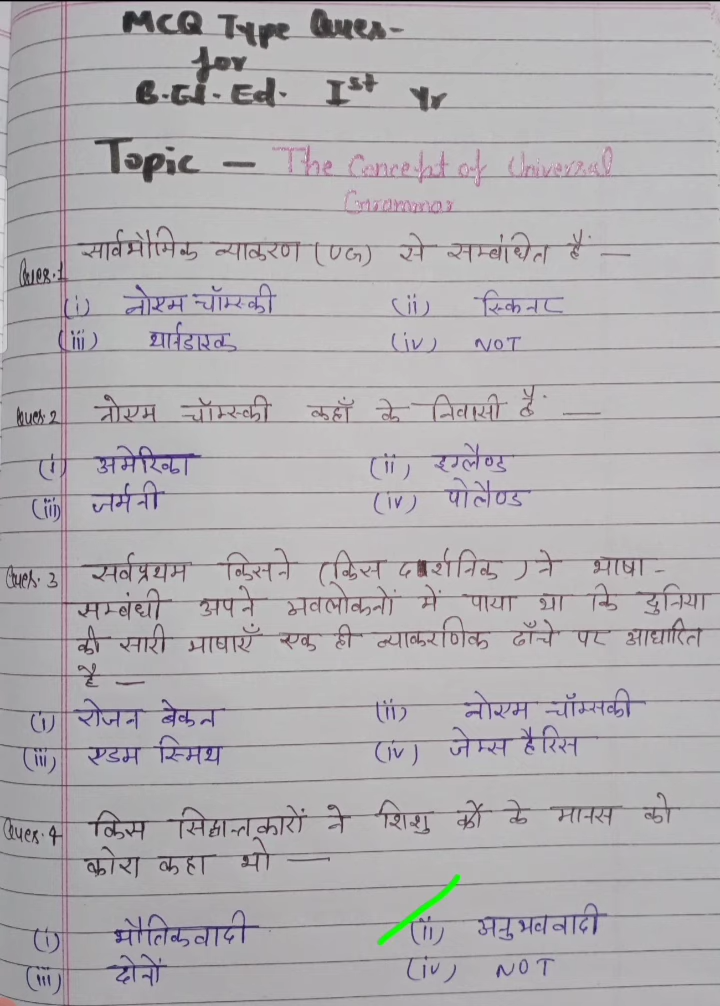 MCQ Type Ques-
for
B.El.Ed. Ist Yr
Topic — The Concept of Universal
Grammar
Ques.1 सार्वभौमिक व्याकरण (UG) से सम्बंधित हैं —
(i) नोएम चॉम्स्की (ii) स्किनर
(iii) थार्नडाइक (iv) NOT
Ques.2 नोएम चॉम्स्की कहाँ के निवासी हैं —
(i) अमेरिका (ii) इग्लैण्ड
(iii) जर्मनी (iv) पोलैण्ड
Ques.3 सर्वप्रथम किसने (किस दार्शनिक) ने भाषा -
सम्बंधी अपने अवलोकनों में पाया था कि दुनिया
की सारी भाषाएँ एक ही व्याकरणिक ढाँचे पर आधारित
है —
(i) रोजन बेकन (ii) नोएम चॉम्सकी
(iii) एडम स्मिथ (iv) जेम्स हैरिस
Ques.4 किस सिद्धान्तकारों ने शिशु के मानस को
कोरा कहा था —
(i) भौतिकवादी (ii) अनुभववादी
(iii) दोनों (iv) NOT